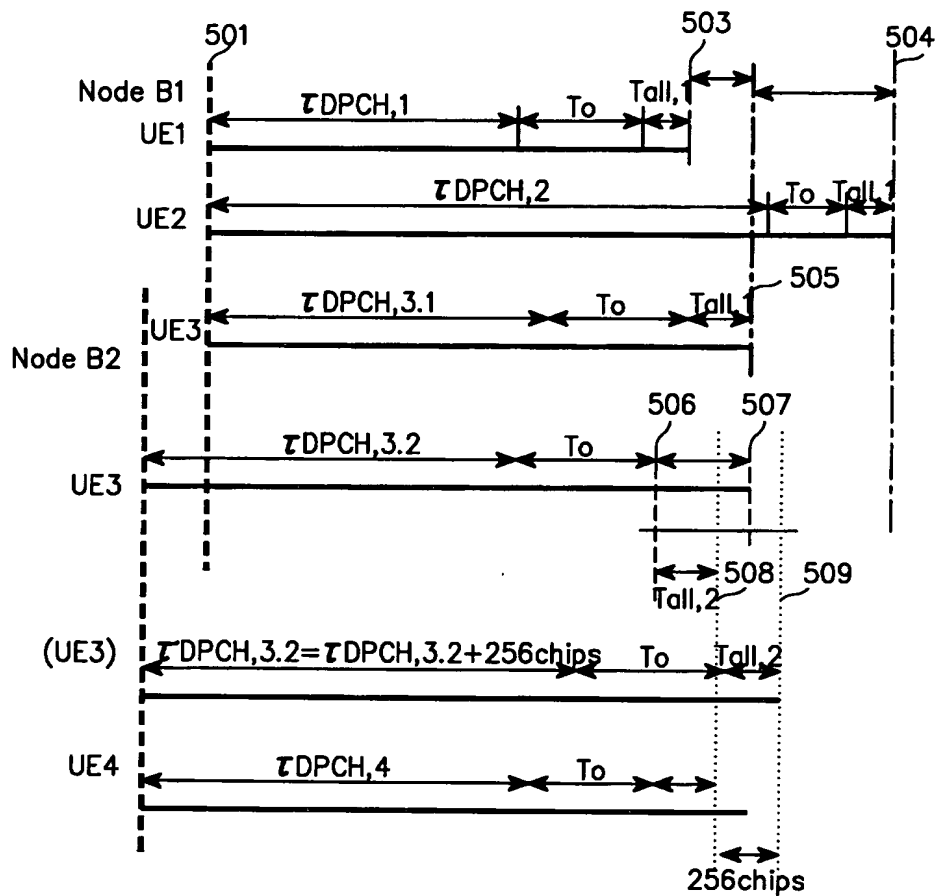 501
503
504
Node B1
τDPCH,1
To
Tall,1
UE1
τDPCH,2
To
Tall,1
UE2
505
τDPCH,3.1
To
Tall,1
UE3
Node B2
506
507
τDPCH,3.2
To
UE3
508
509
Tall,2
(UE3)
τDPCH,3.2=τDPCH,3.2+256chips
To
Tall,2
UE4
τDPCH,4
To
256chips